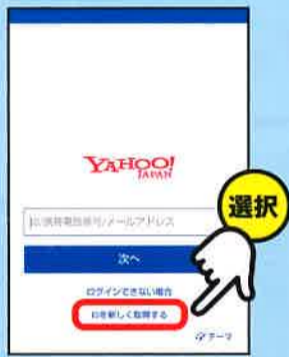 YAHOO!
JAPAN
ID/携帯電話番号/メールアドレス
選択
次へ
ログインできない場合
IDを新しく取得する
テーマ